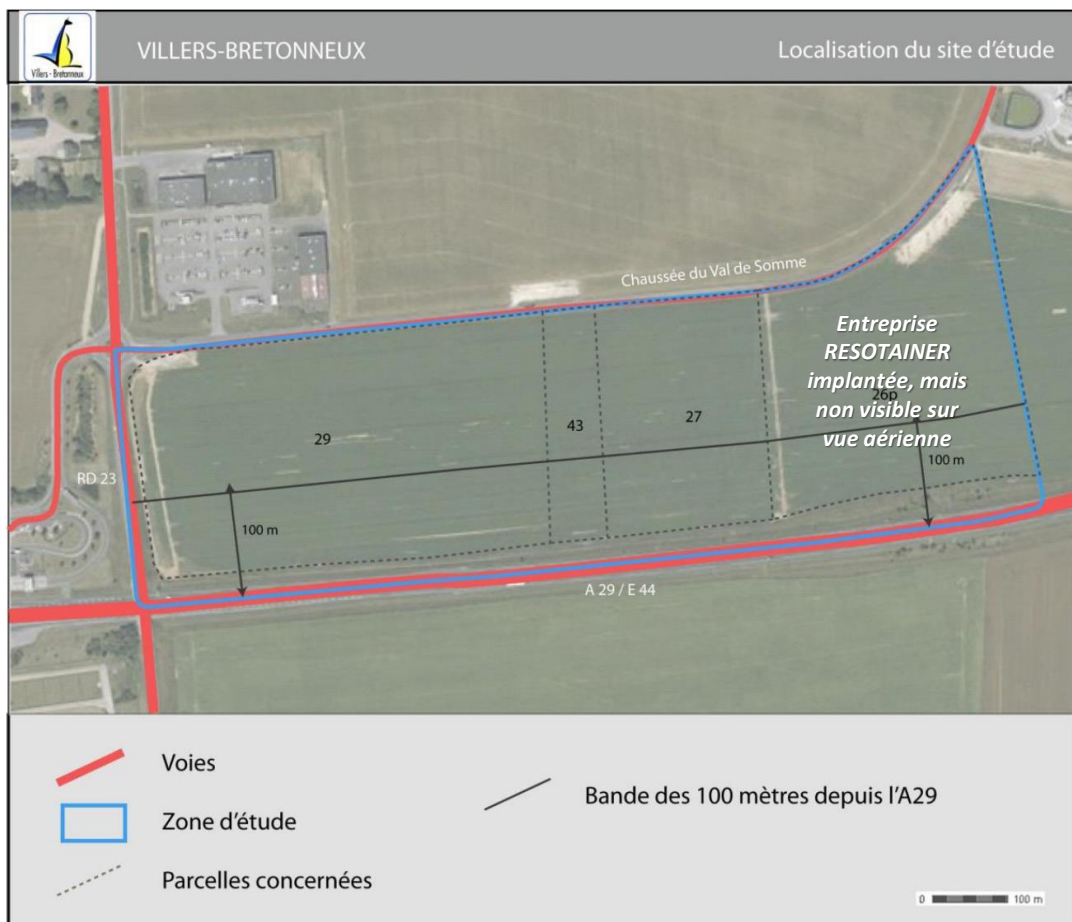 Villers - Bretonneux
VILLERS-BRETONNEUX
Localisation du site d'étude
Chaussée du Val de Somme
Entreprise
RESOTAINER
implantée, mais
non visible sur
vue aérienne
26p
29
43
27
RD 23
100 m
100 m
A 29 / E 44
Voies
Zone d'étude
Parcelles concernées
Bande des 100 mètres depuis l'A29
0 100 m